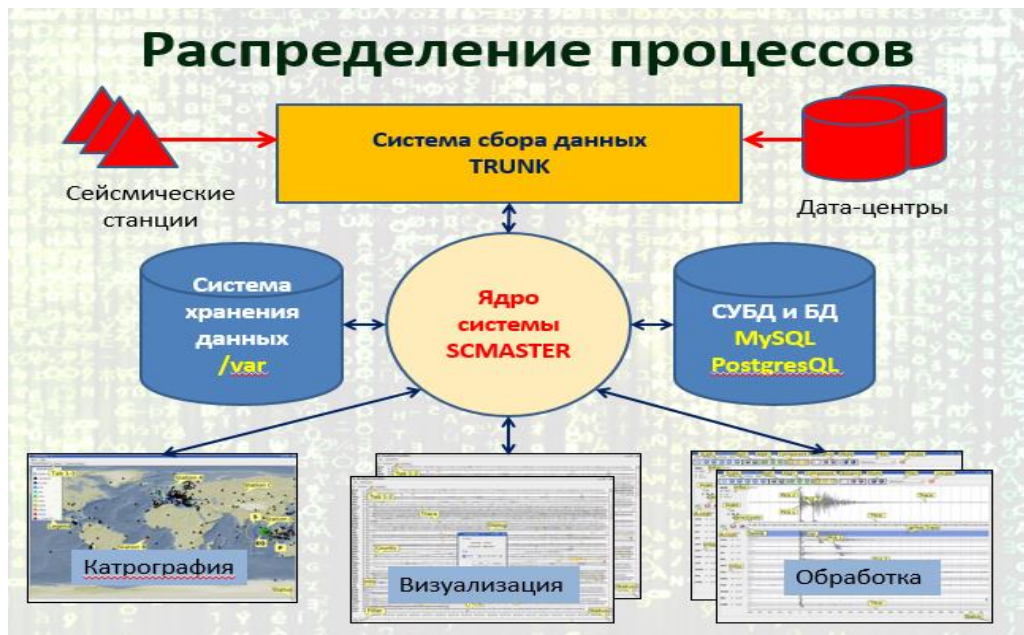 Распределение процессов
Система сбора данных
TRUNK
Сейсмические
станции
Дата-центры
Система
хранения
данных
/var
Ядро
системы
SCMASTER
СУБД и БД
MySQL
PostgresQL
Катрография
Визуализация
Обработка